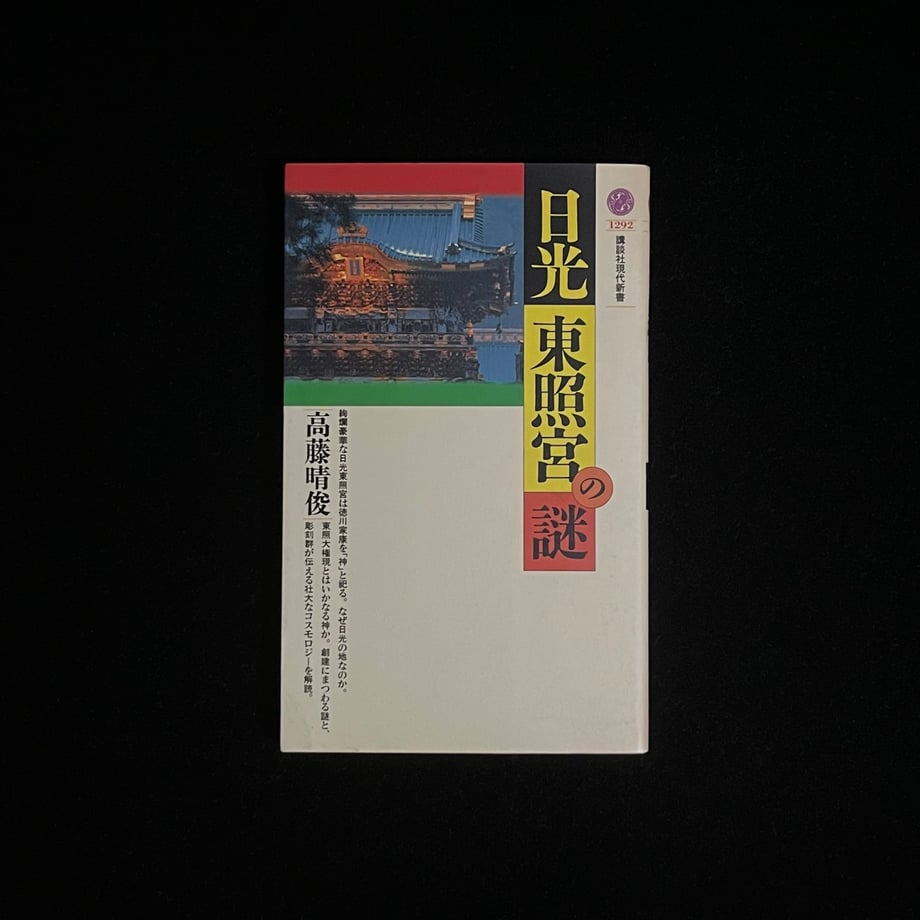 1292
講談社現代新書
日光
東照宮
の
謎
絢爛豪華な日光東照宮は徳川家康を「神」と祀る。なぜ日光の地なのか。
東照大権現とはいかなる神か。創建にまつわる謎と、
彫刻群が伝える壮大なコスモロジーを解読。
高藤晴俊